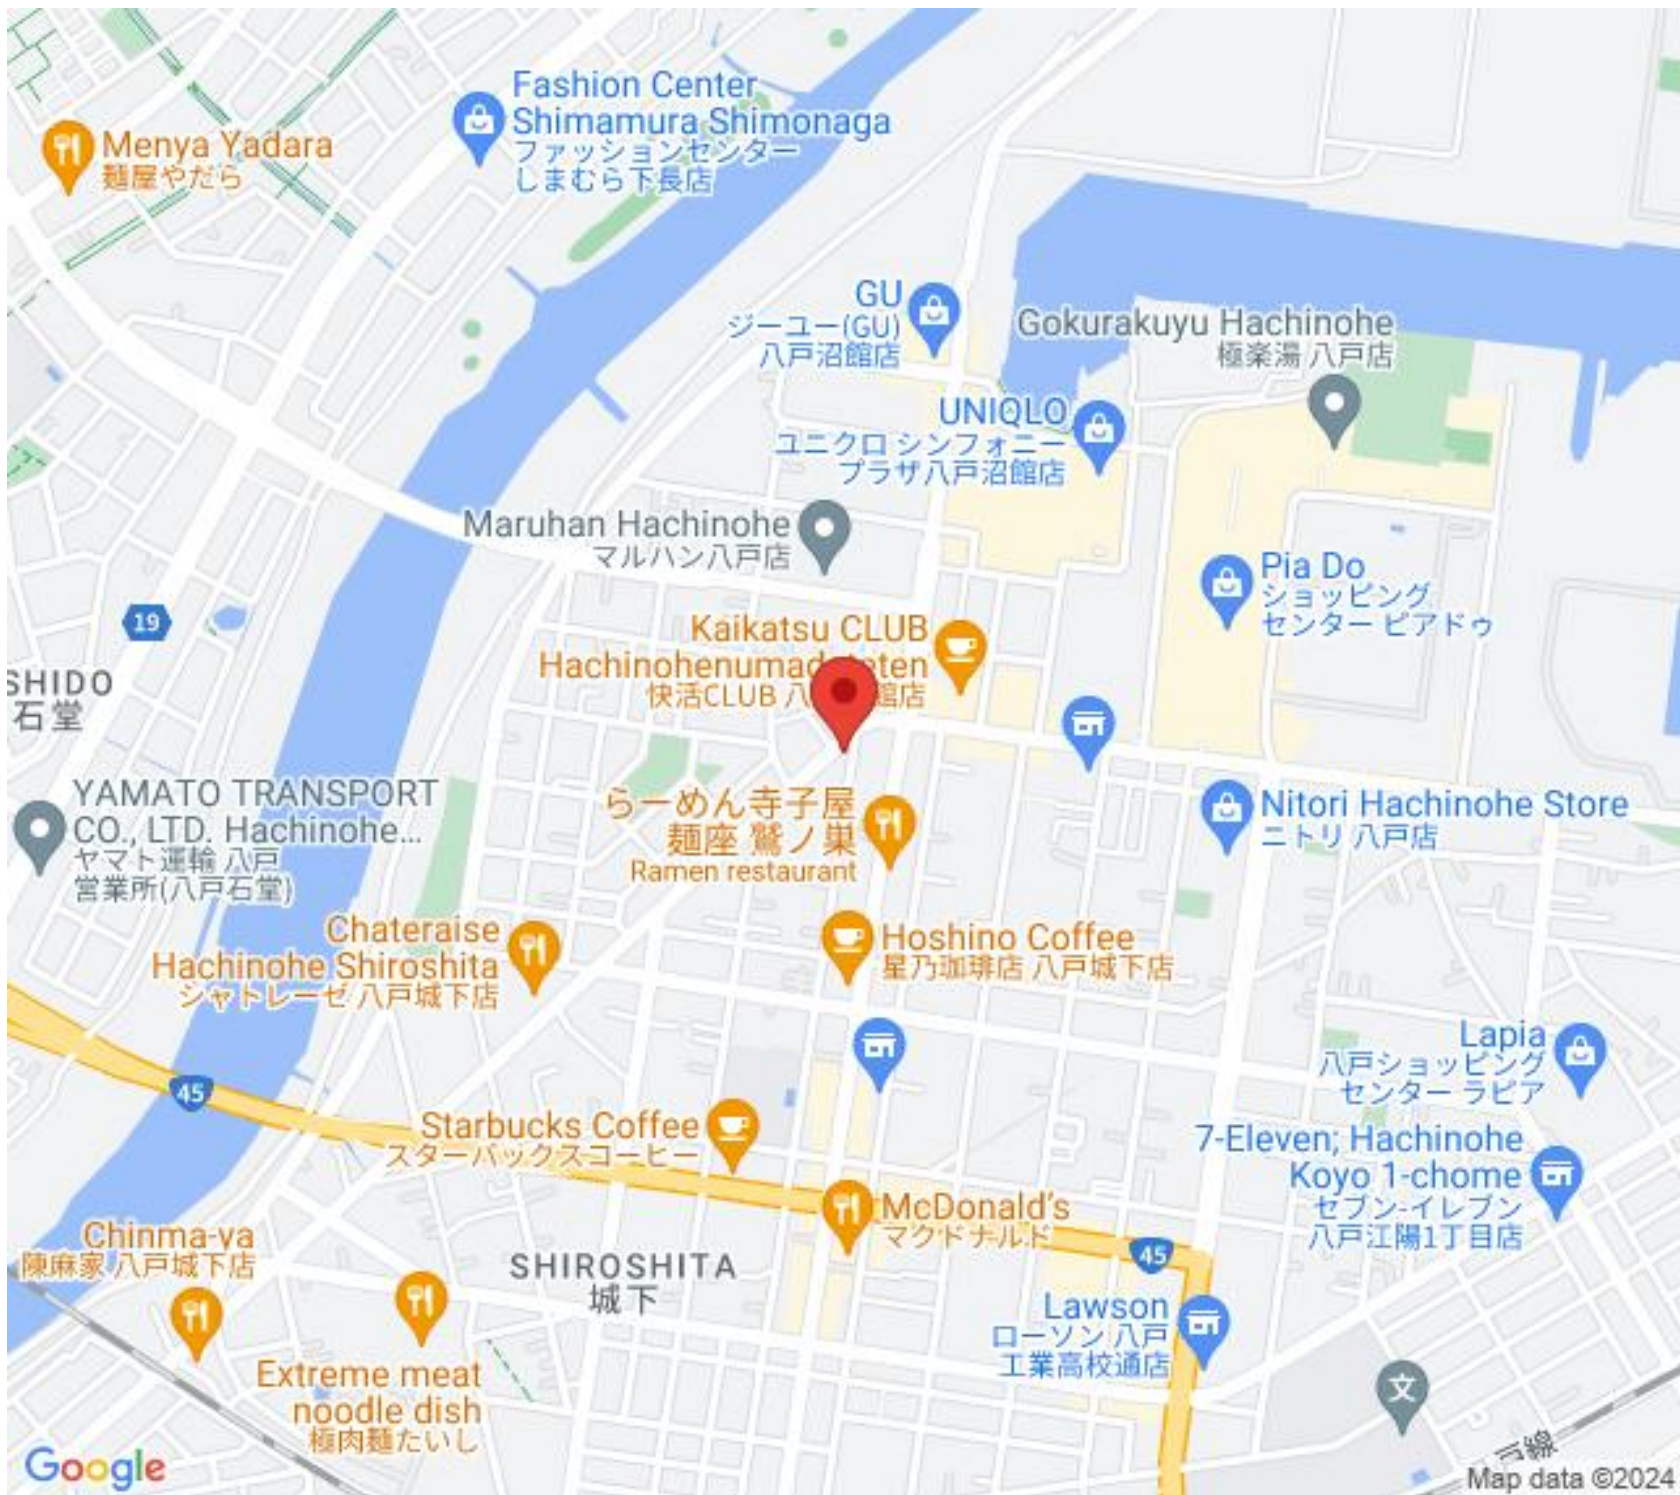 Fashion Center
Shimamura Shimonaga
ファッションセンター
しまむら下長店
Menya Yadara
麺屋やだら
GU
ジーユー(GU)
八戸沼館店
Gokurakuyu Hachinohe
極楽湯 八戸店
UNIQLO
ユニクロ シンフォニー
プラザ八戸沼館店
Maruhan Hachinohe
マルハン八戸店
Pia Do
ショッピング
センター ピアドゥ
19
Kaikatsu CLUB
快活CLUB
SHIDO
石堂
YAMATO TRANSPORT
CO., LTD. Hachinohe...
ヤマト運輸 八戸
営業所(八戸石堂)
らーめん寺子屋
麺座 鷲ノ巣
Ramen restaurant
Nitori Hachinohe Store
ニトリ 八戸店
Chateraise
Hachinohe Shiroshita
シャトレーゼ 八戸城下店
Hoshino Coffee
星乃珈琲店 八戸城下店
Lapia
八戸ショッピング
センター ラピア
45
Starbucks Coffee
スターバックスコーヒー
7-Eleven; Hachinohe
Koyo 1-chome
セブン-イレブン
八戸江陽1丁目店
McDonald's
マクドナルド
45
Chinma-ya
陳麻家 八戸城下店
SHIROSHITA
城下
Lawson
ローソン 八戸
工業高校通店
Extreme meat
noodle dish
極肉麺たいし
文
戸線
Google
Map data ©2024